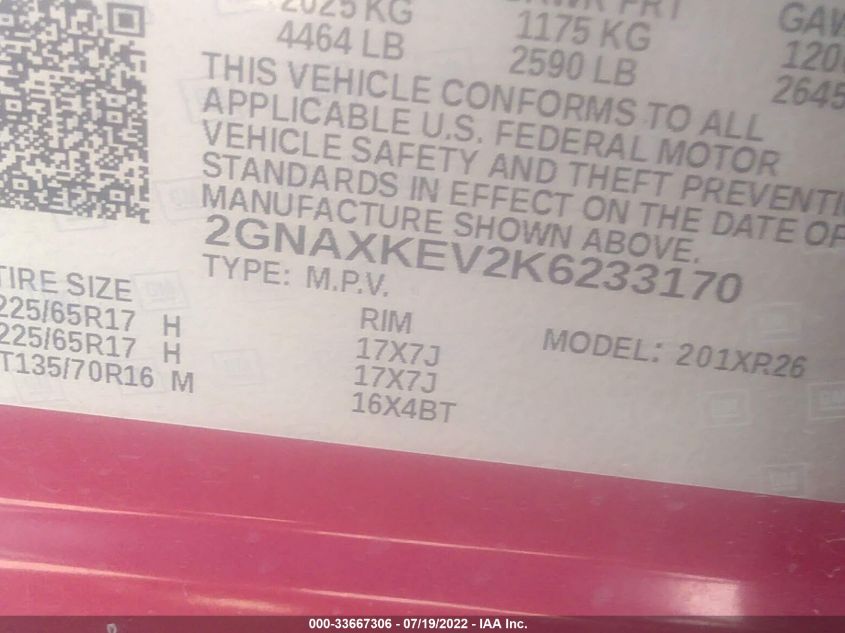 2025 KG
4464 LB
GAWR FRT
1175 KG
2590 LB
THIS VEHICLE CONFORMS TO ALL
APPLICABLE U.S. FEDERAL MOTOR
VEHICLE SAFETY AND THEFT PREVENTI
STANDARDS IN EFFECT ON THE DATE OF
MANUFACTURE SHOWN ABOVE.
2GNAXKEV2K6233170
TYPE: M.P.V.
TIRE SIZE
225/65R17 H
225/65R17 H
T135/70R16 M
RIM
17X7J
17X7J
16X4BT
MODEL: 201XR26
000-33667306 - 07/19/2022 - IAA Inc.